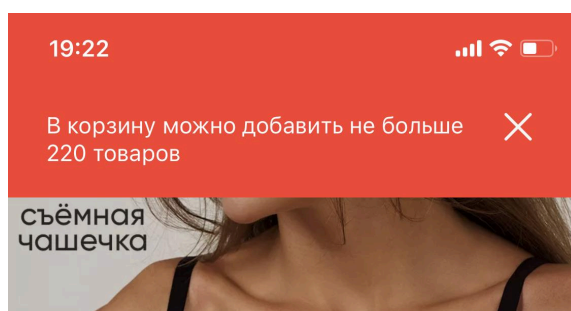 19:22
В корзину можно добавить не больше
220 товаров
съёмная
чашечка